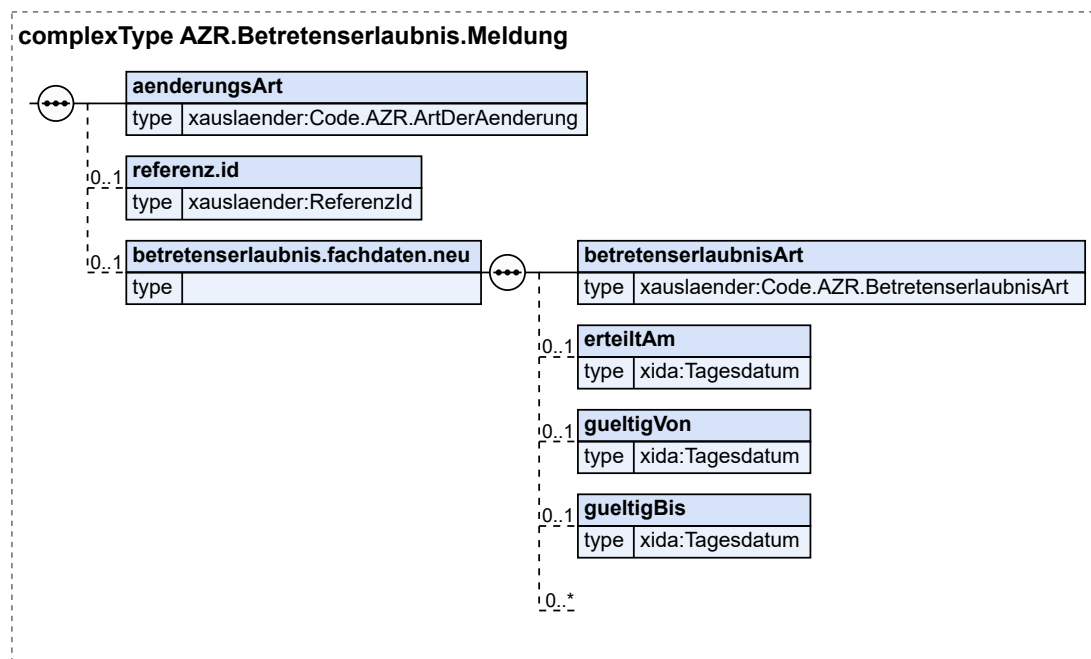 complexType AZR.Betretenserlaubnis.Meldung
aenderungsArt
type xauslaender:Code.AZR.ArtDerAenderung
0..1 referenz.id
type xauslaender:ReferenzId
0..1 betretenserlaubnis.fachdaten.neu
type
betretenserlaubnisArt
type xauslaender:Code.AZR.BetretenserlaubnisArt
0..1 erteiltAm
type xida:Tagesdatum
0..1 gueltigVon
type xida:Tagesdatum
0..1 gueltigBis
type xida:Tagesdatum
0..*